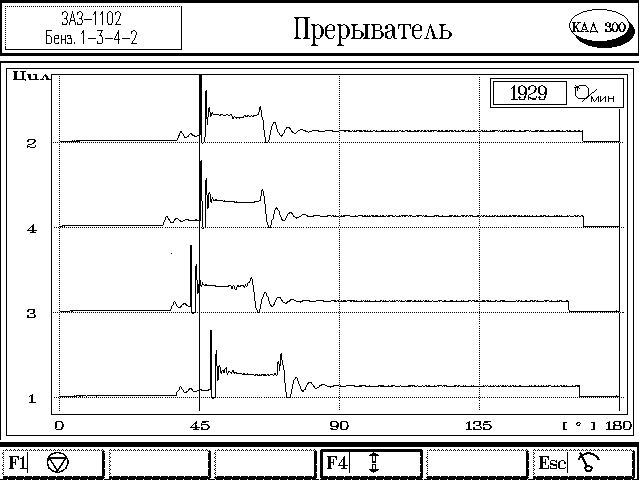 ЗАЗ-1102
Бенз. 1-3-4-2
Прерыватель
КАД 300
Цил
1929 /мин
2
4
3
1
0 45 90 135 [ ° ] 180
F1 F4 Esc